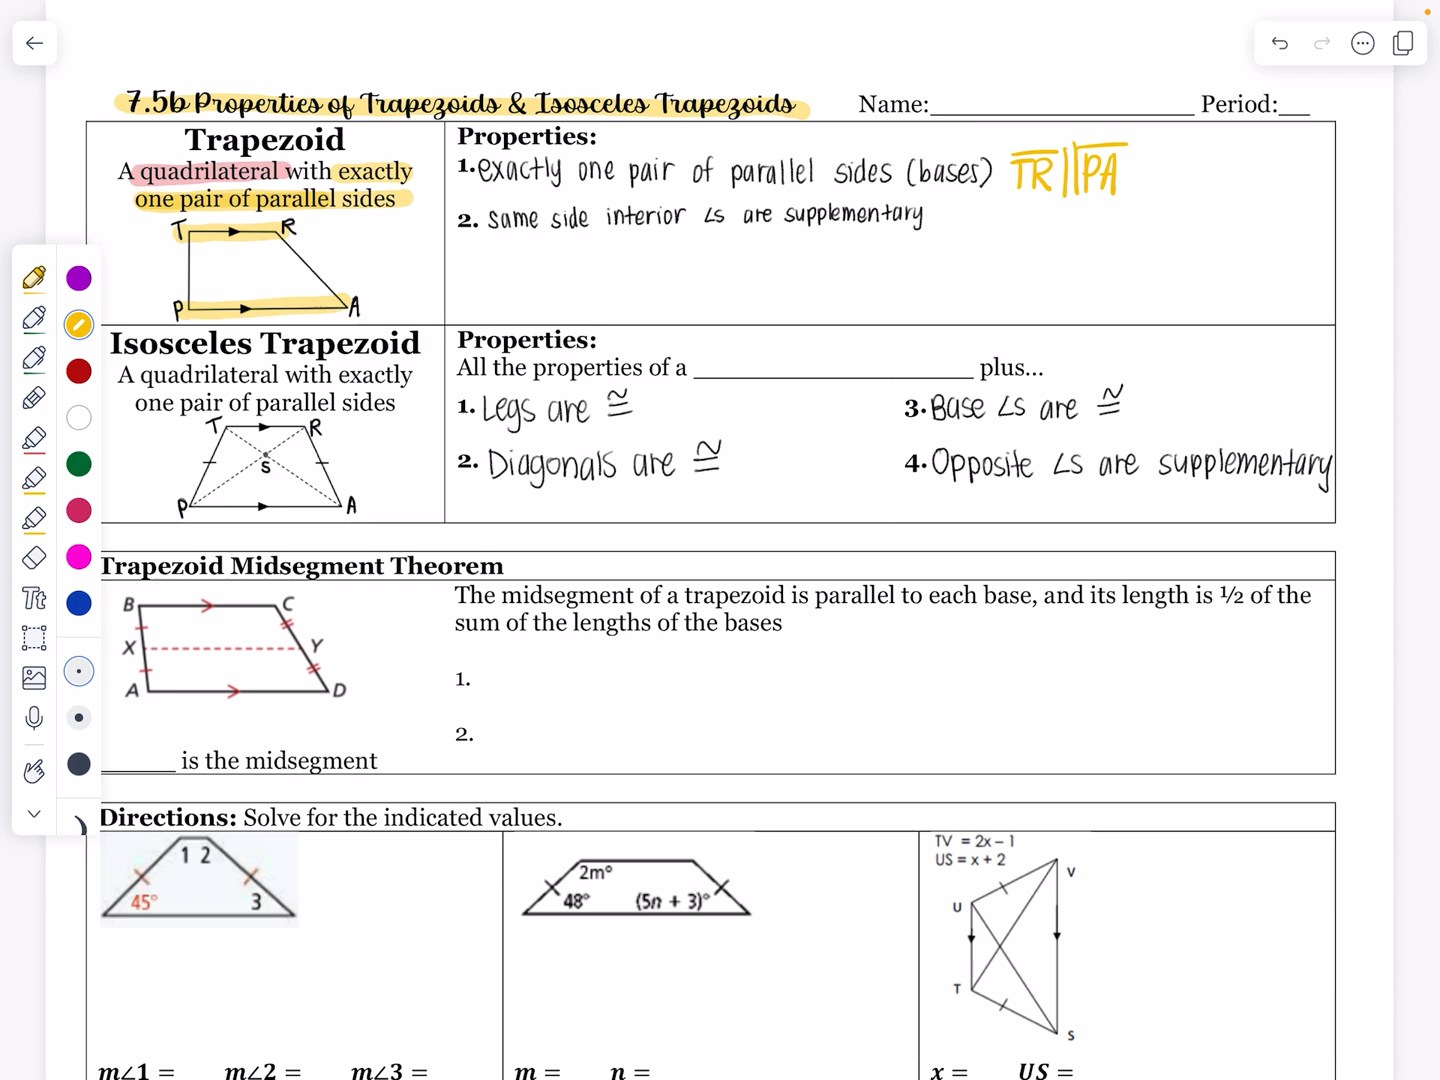 7.5b Properties of Trapezoids & Isosceles Trapezoids Name:____________________ Period:___
Trapezoid
A quadrilateral with exactly
one pair of parallel sides
T R
P A
Properties:
1. exactly one pair of parallel sides (bases) TR || PA
2. same side interior ∠s are supplementary
Isosceles Trapezoid
A quadrilateral with exactly
one pair of parallel sides
T R
S
P A
Properties:
All the properties of a ______________________ plus...
1. Legs are ≅
2. Diagonals are ≅
3. Base ∠s are ≅
4. Opposite ∠s are supplementary
Trapezoid Midsegment Theorem
B C
X Y
A D
______ is the midsegment
The midsegment of a trapezoid is parallel to each base, and its length is ½ of the
sum of the lengths of the bases
1.
2.
Directions: Solve for the indicated values.
1 2
45° 3
m∠1 = m∠2 = m∠3 =
2m°
48° (5n + 3)°
m = n =
TV = 2x – 1
US = x + 2
V
U
T
S
x = US =
Tt